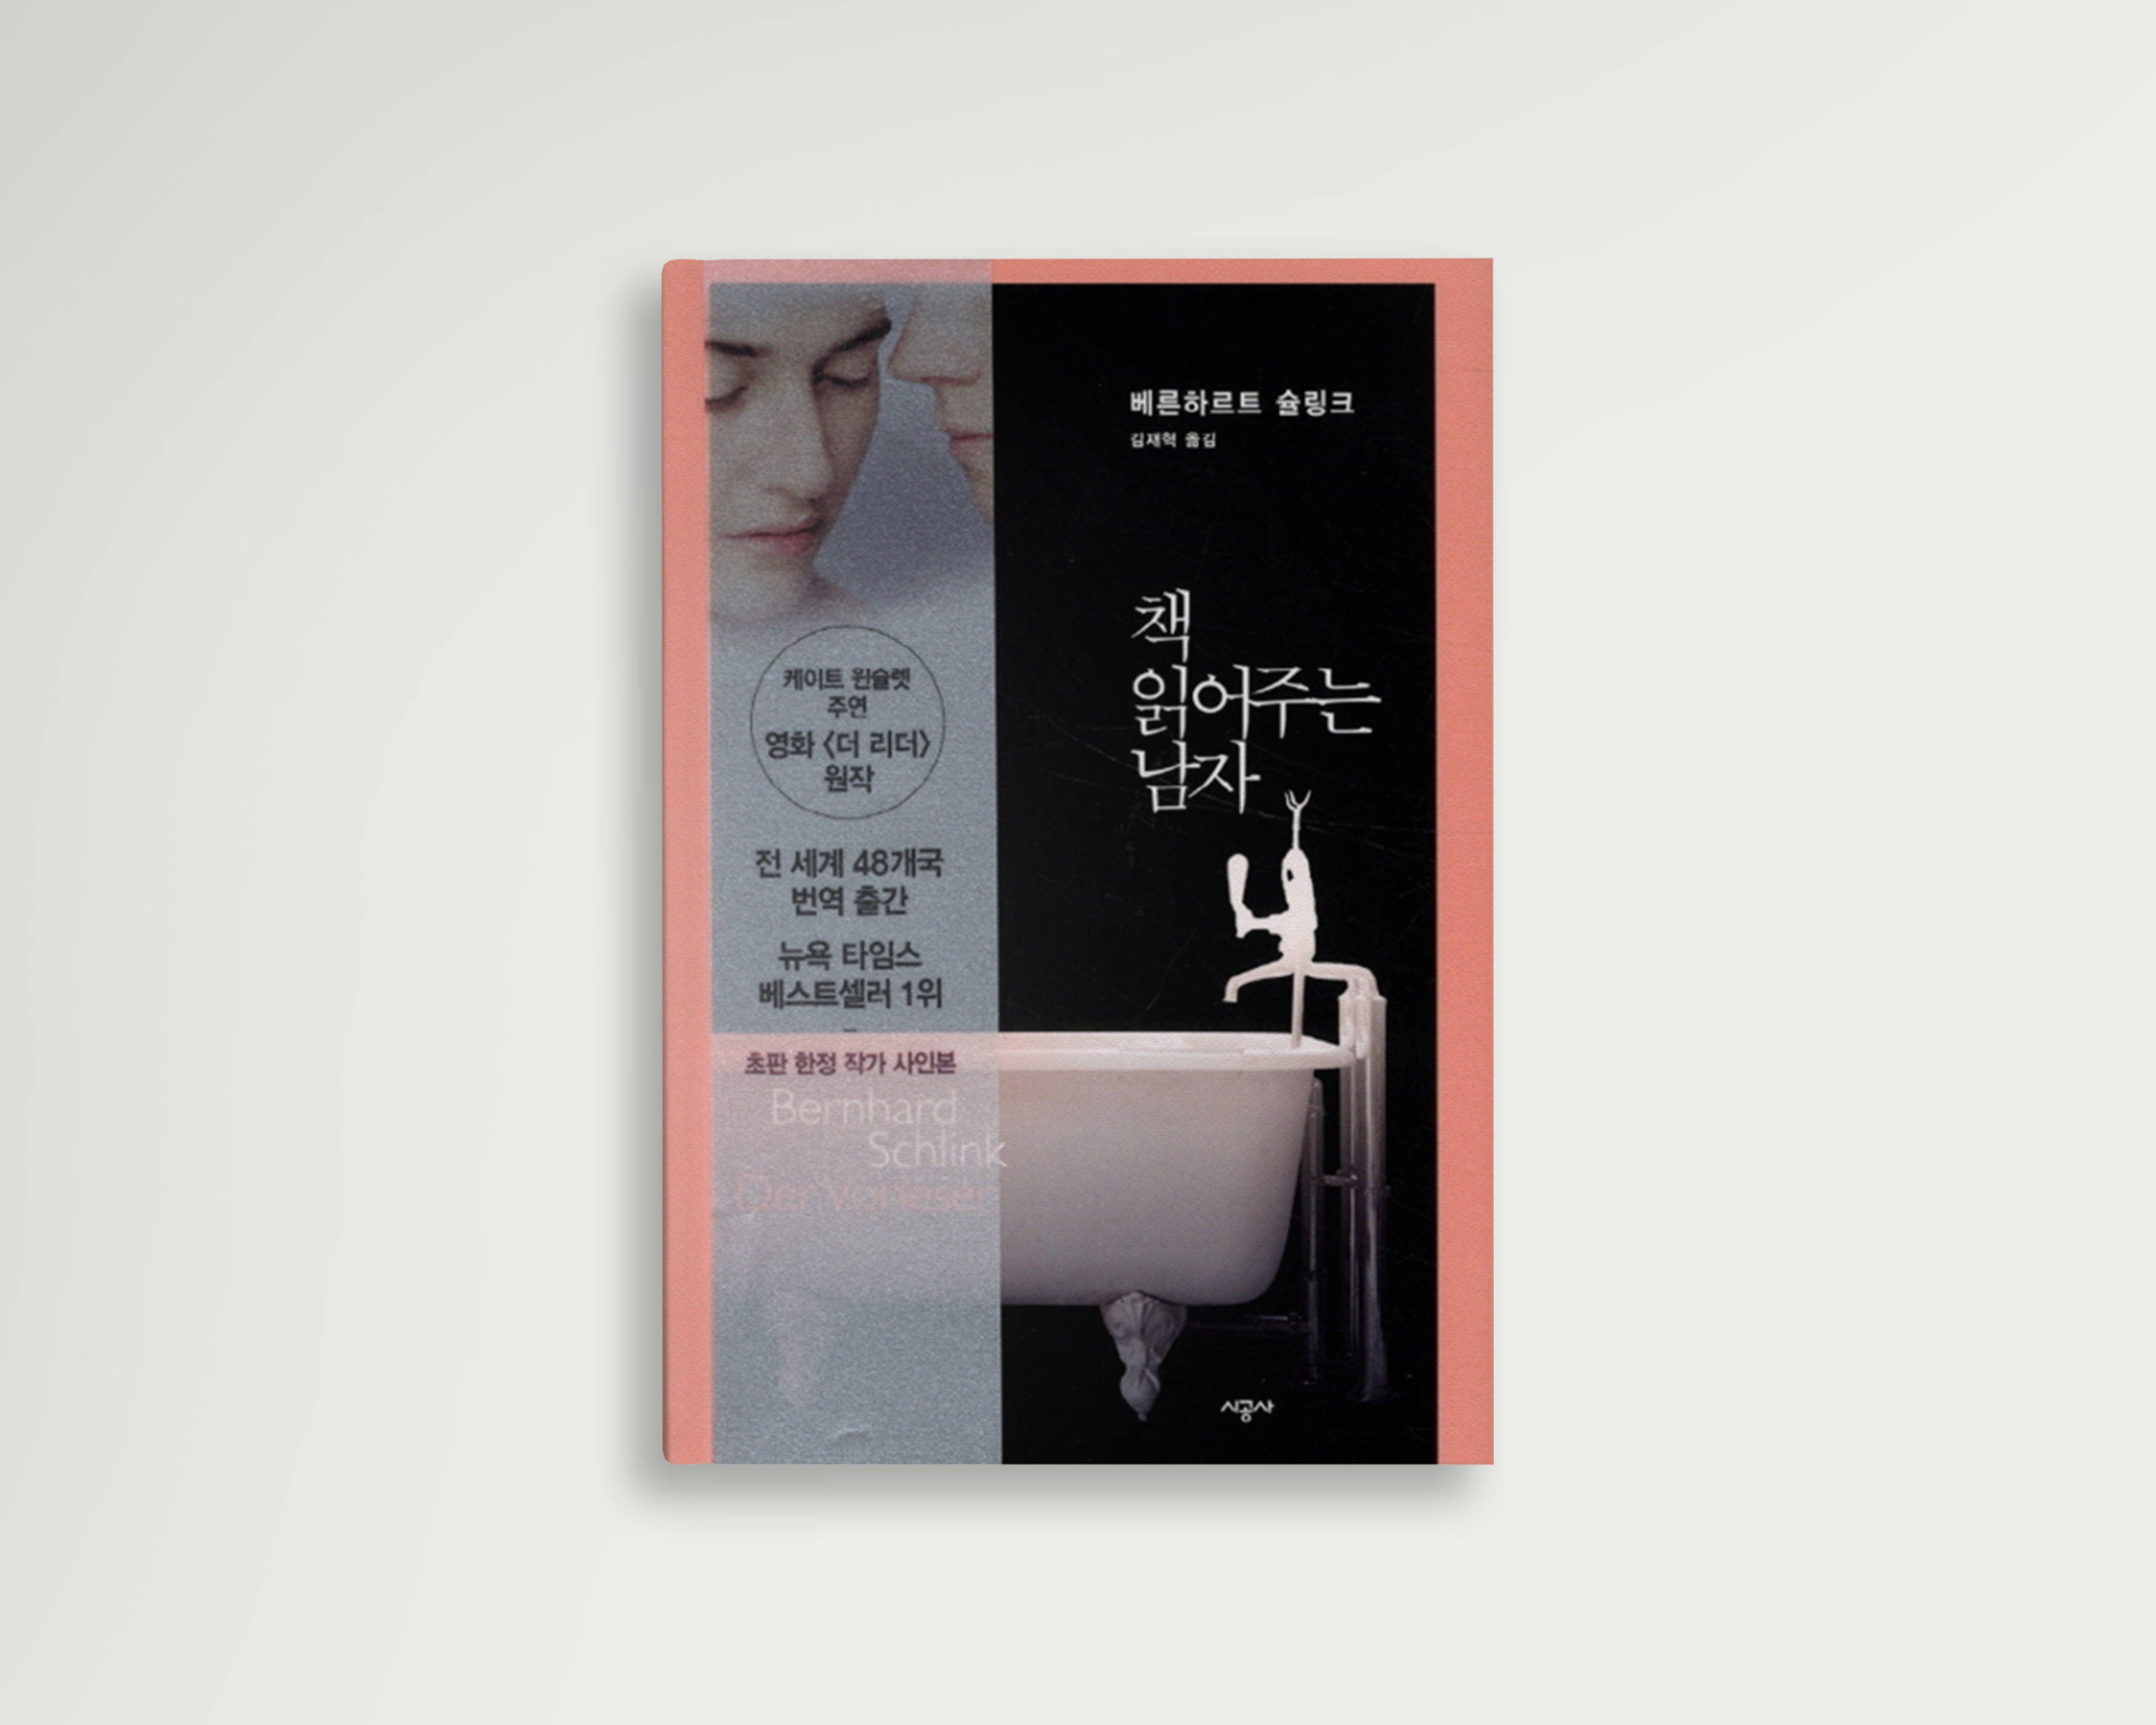 베른하르트 슐링크
김재혁 옮김
책
읽어주는
남자
케이트 윈슬렛
주연
영화 〈더 리더〉
원작
전 세계 48개국
번역 출간
뉴욕 타임스
베스트셀러 1위
초판 한정 작가 사인본
Bernhard
Schlink
Der Vorleser
시공사